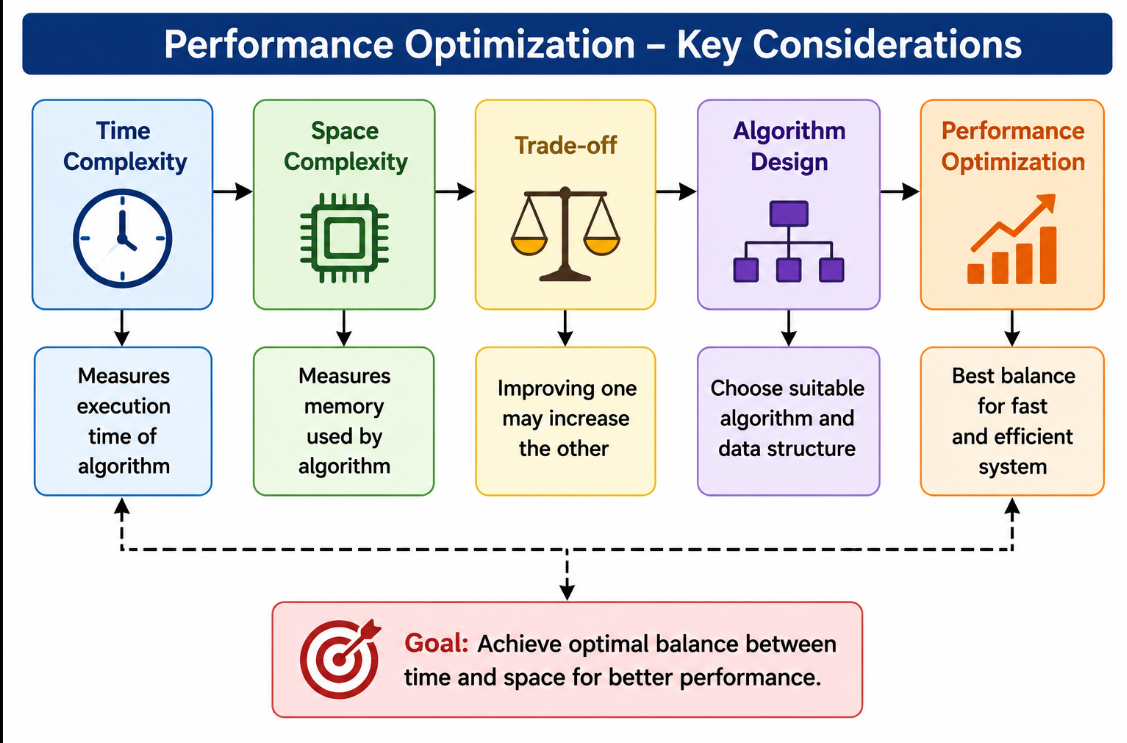 Performance Optimization – Key Considerations
Time
Complexity
Space
Complexity
Trade-off
Algorithm
Design
Performance
Optimization
Measures
execution
time of
algorithm
Measures
memory
used by
algorithm
Improving one
may increase
the other
Choose suitable
algorithm and
data structure
Best balance
for fast
and efficient
system
Goal: Achieve optimal balance between
time and space for better performance.